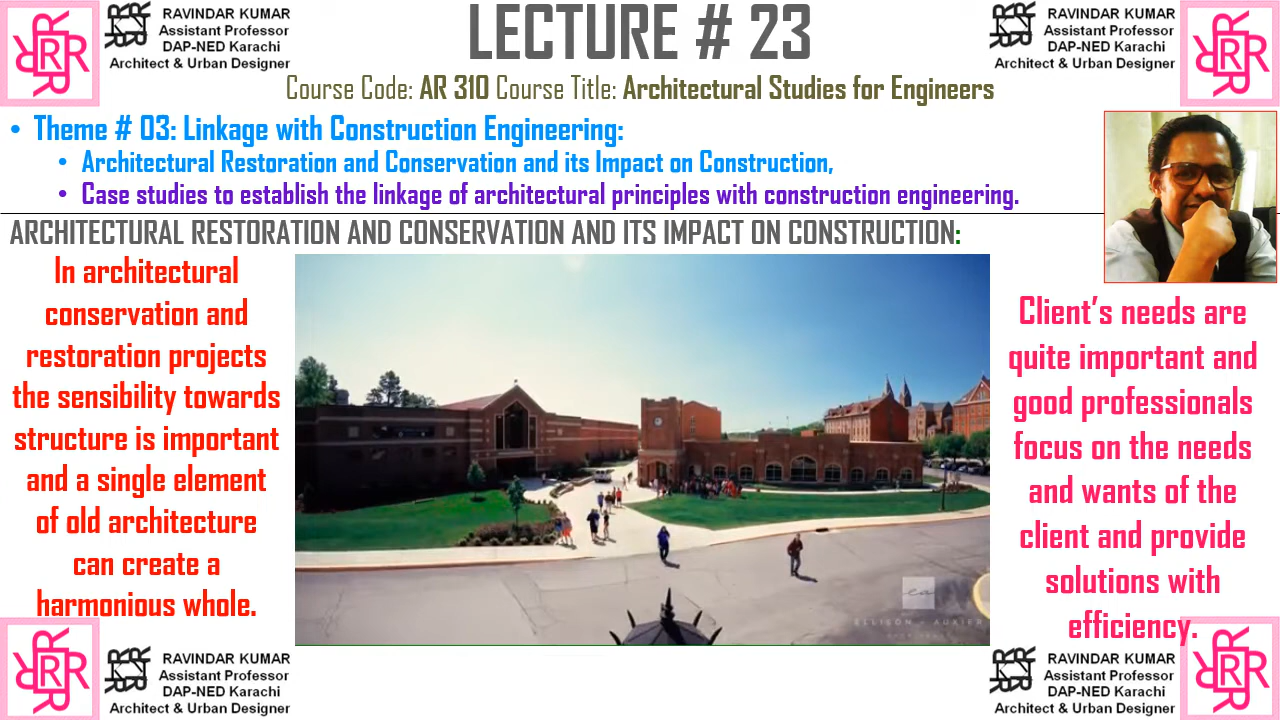 RAVINDAR KUMAR
Assistant Professor
DAP-NED Karachi
Architect & Urban Designer
LECTURE # 23
RAVINDAR KUMAR
Assistant Professor
DAP-NED Karachi
Architect & Urban Designer
Course Code: AR 310 Course Title: Architectural Studies for Engineers
• Theme # 03: Linkage with Construction Engineering:
• Architectural Restoration and Conservation and its Impact on Construction,
• Case studies to establish the linkage of architectural principles with construction engineering.
ARCHITECTURAL RESTORATION AND CONSERVATION AND ITS IMPACT ON CONSTRUCTION:
In architectural
conservation and
restoration projects
the sensibility towards
structure is important
and a single element
of old architecture
can create a
harmonious whole.
Client's needs are
quite important and
good professionals
focus on the needs
and wants of the
client and provide
solutions with
efficiency.
ea
ELLISON - AUXIER
RAVINDAR KUMAR
Assistant Professor
DAP-NED Karachi
Architect & Urban Designer
RAVINDAR KUMAR
Assistant Professor
DAP-NED Karachi
Architect & Urban Designer